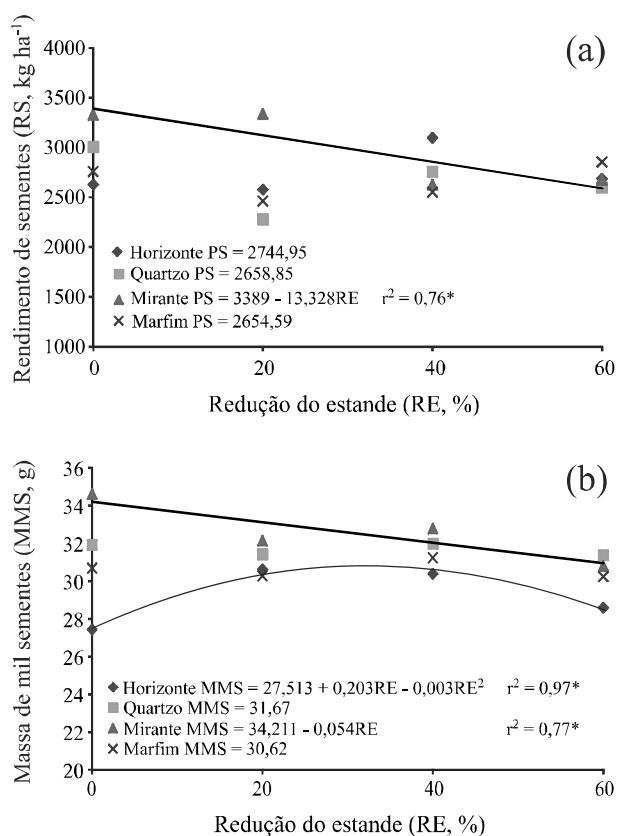 (a)
Rendimento de sementes (RS, kg ha⁻¹)
4000
3500
3000
2500
2000
1500
1000
Horizonte PS = 2744,95
Quartzo PS = 2658,85
Mirante PS = 3389 - 13,328RE r² = 0,76*
Marfim PS = 2654,59
0 20 40 60
Redução do estande (RE, %)
(b)
Massa de mil sementes (MMS, g)
36
34
32
30
28
26
24
22
20
Horizonte MMS = 27,513 + 0,203RE - 0,003RE² r² = 0,97*
Quartzo MMS = 31,67
Mirante MMS = 34,211 - 0,054RE r² = 0,77*
Marfim MMS = 30,62
0 20 40 60
Redução do estande (RE, %)